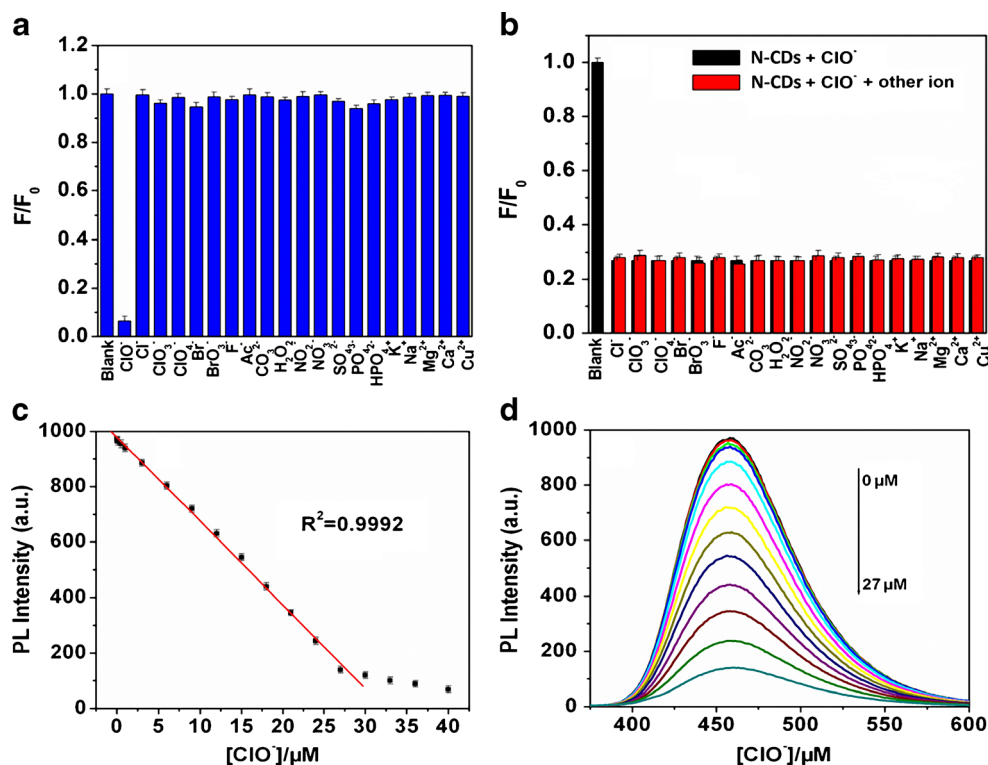 a
1.2
1.0
0.8
0.6
0.4
0.2
0.0
F/F₀
Blank
ClO⁻
Cl⁻
ClO₃⁻
ClO₄⁻
Br⁻
BrO₃⁻
F⁻
Ac⁻
CO₃²⁻
H₂O₂
NO₂⁻
NO₃⁻
SO₃²⁻
PO₄³⁻
HPO₄²⁻
K⁺
Na⁺
Mg²⁺
Ca²⁺
Cu²⁺
b
N-CDs + ClO⁻
N-CDs + ClO⁻ + other ion
1.0
0.8
0.6
0.4
0.2
0.0
F/F₀
Blank
Cl⁻
ClO₃⁻
ClO₄⁻
Br⁻
BrO₃⁻
F⁻
Ac⁻
CO₃²⁻
H₂O₂
NO₂⁻
NO₃⁻
SO₃²⁻
PO₄³⁻
HPO₄²⁻
K⁺
Na⁺
Mg²⁺
Ca²⁺
Cu²⁺
c
1000
800
600
400
200
0
PL Intensity (a.u.)
R²=0.9992
0 5 10 15 20 25 30 35 40
[ClO⁻]/µM
d
1000
800
600
400
200
0
PL Intensity (a.u.)
0 µM
27 µM
400 450 500 550 600
[ClO⁻]/µM